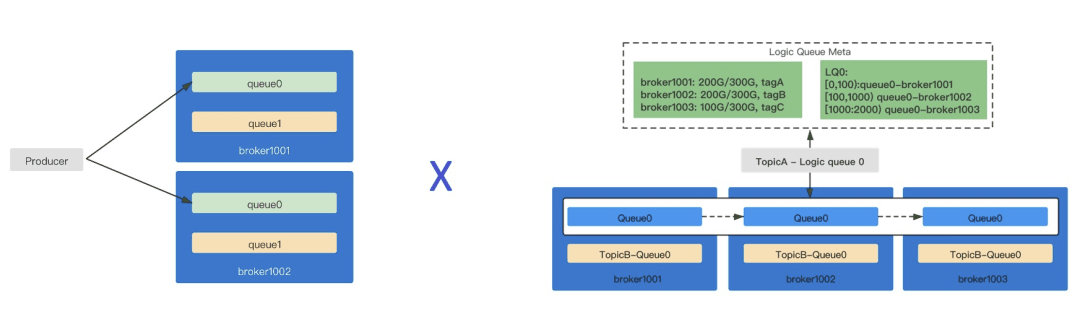 Producer
queue0
queue1
broker1001
queue0
queue1
broker1002
X
Logic Queue Meta
broker1001: 200G/300G, tagA
broker1002: 200G/300G, tagB
broker1003: 100G/300G, tagC
LQ0:
[0,100):queue0-broker1001
[100,1000) queue0-broker1002
[1000:2000) queue0-broker1003
TopicA - Logic queue 0
Queue0
Queue0
Queue0
TopicB-Queue0
TopicB-Queue0
TopicB-Queue0
broker1001
broker1002
broker1003